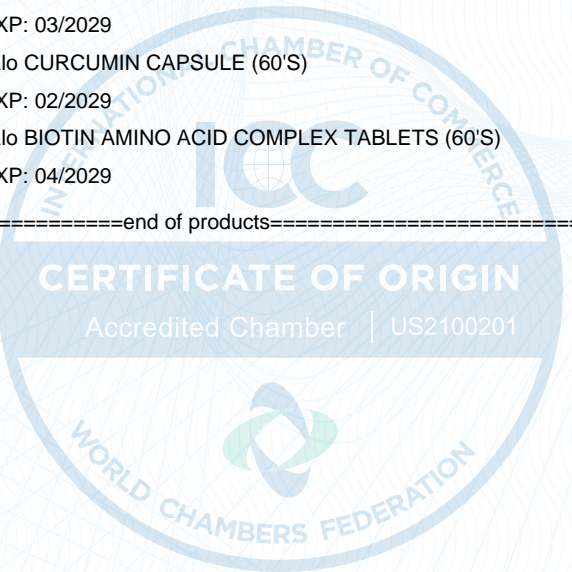 XP: 03/2029
lo CURCUMIN CAPSULE (60'S)
XP: 02/2029
lo BIOTIN AMINO ACID COMPLEX TABLETS (60'S)
XP: 04/2029
==========end of products=========================
INTERNATIONAL CHAMBER OF COMMERCE
ICC
CERTIFICATE OF ORIGIN
Accredited Chamber | US2100201
WORLD CHAMBERS FEDERATION